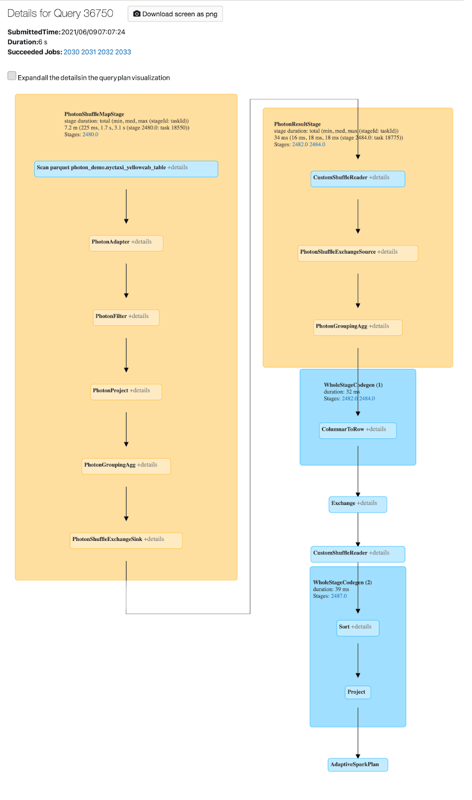 Details for Query 36750
Download screen as png
SubmittedTime: 2021/06/09 07:07:24
Duration: 6 s
Succeeded Jobs: 2030 2031 2032 2033
Expand all the details in the query plan visualization
PhotonShuffleMapStage
stage duration: total (min, med, max (stageId: taskId))
7.2 m (225 ms, 1.7 s, 3.1 s (stage 2480.0: task 18550))
Stages: 2480.0
Scan parquet photon_demo.nyctaxi_yellowcab_table +details
PhotonAdapter +details
PhotonFilter +details
PhotonProject +details
PhotonGroupingAgg +details
PhotonShuffleExchangeSink +details
PhotonResultStage
stage duration: total (min, med, max (stageId: taskId))
34 ms (16 ms, 18 ms, 18 ms (stage 2484.0: task 18775))
Stages: 2482.0 2484.0
CustomShuffleReader +details
PhotonShuffleExchangeSource +details
PhotonGroupingAgg +details
WholeStageCodegen (1)
duration: 32 ms
Stages: 2482.0 2484.0
ColumnarToRow +details
Exchange +details
CustomShuffleReader +details
WholeStageCodegen (2)
duration: 39 ms
Stages: 2487.0
Sort +details
Project
AdaptiveSparkPlan